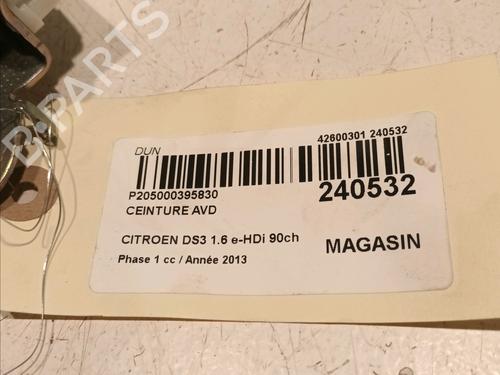 B-PARTS
DUN
42600301 240532
P205000395830
240532
CEINTURE AVD
CITROEN DS3 1.6 e-HDi 90ch
MAGASIN
Phase 1 cc / Année 2013